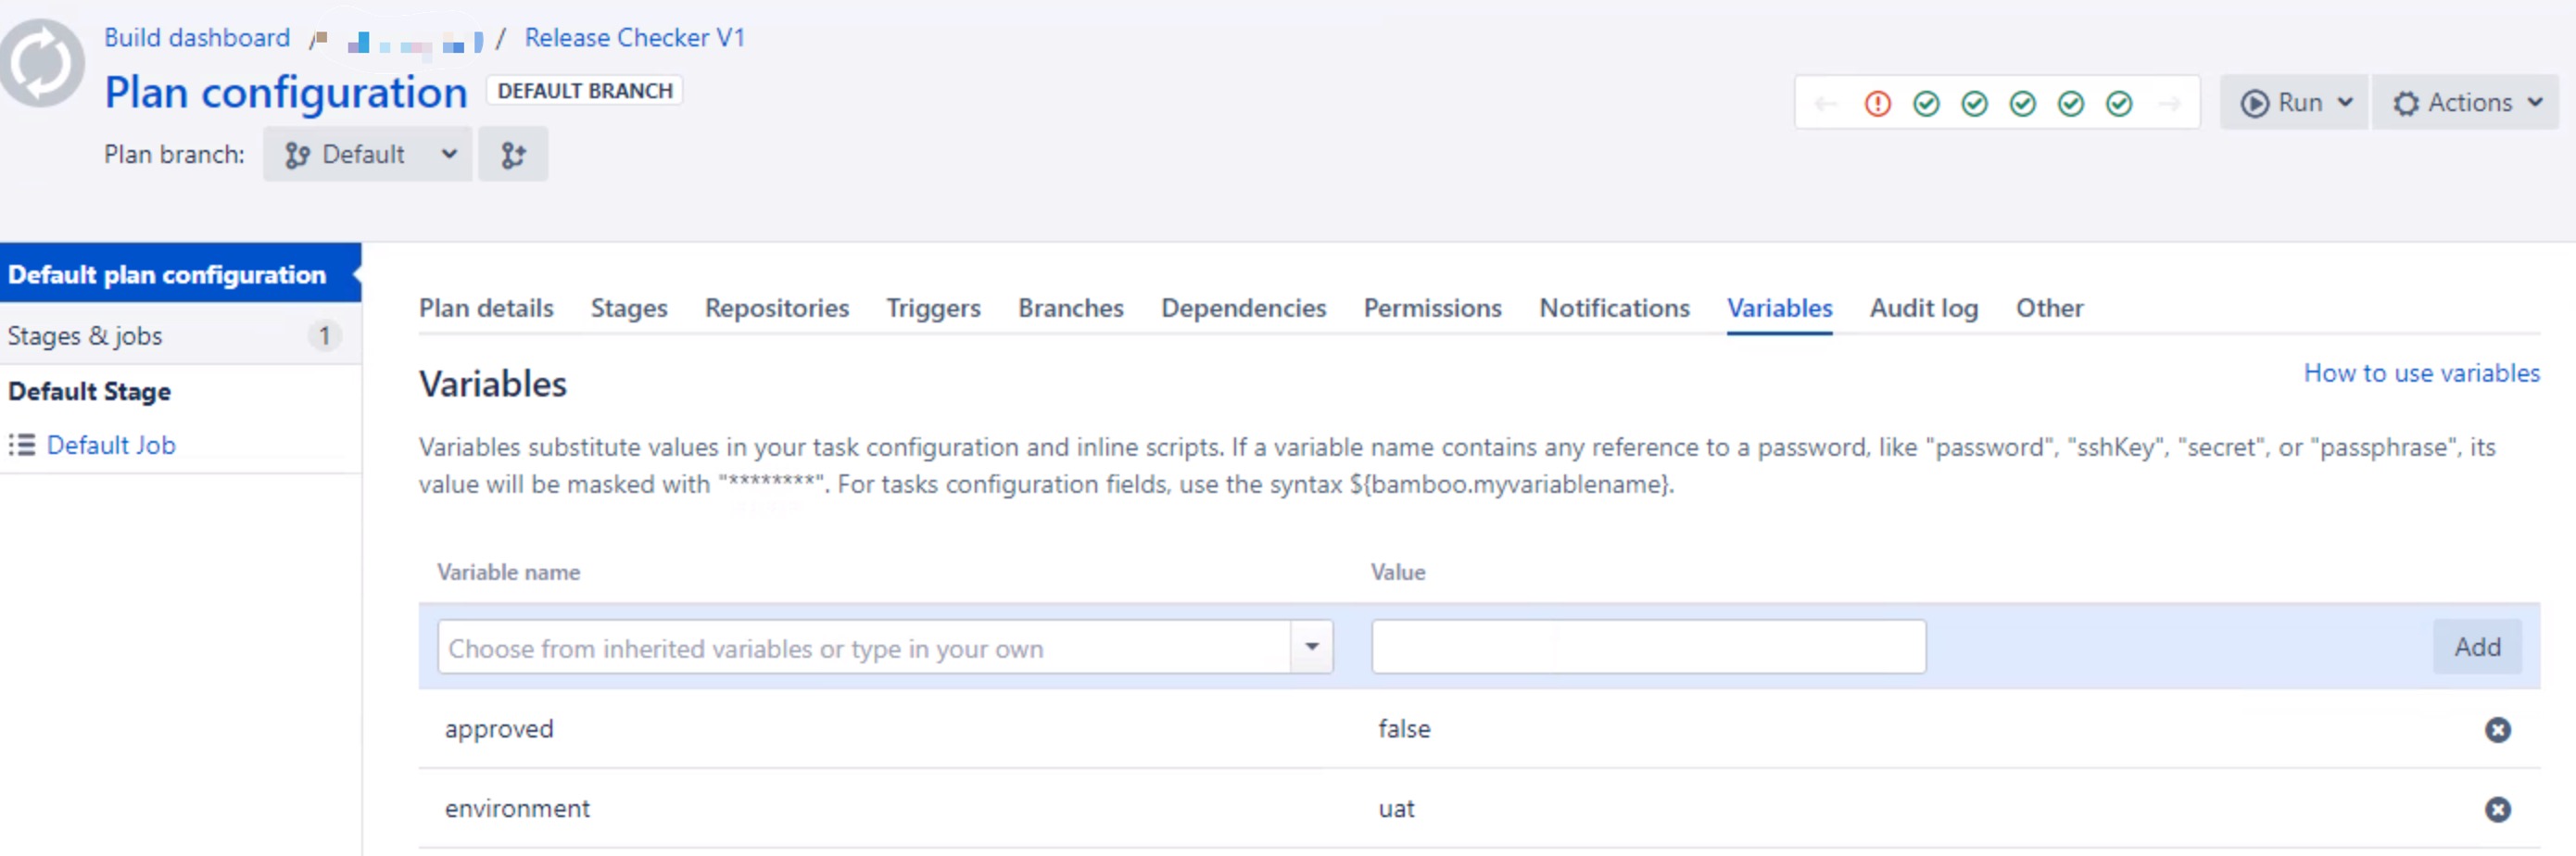 Build dashboard / / Release Checker V1
Plan configuration DEFAULT BRANCH
Run Actions
Plan branch: Default
Default plan configuration
Stages & jobs 1
Default Stage
Default Job
Plan details Stages Repositories Triggers Branches Dependencies Permissions Notifications Variables Audit log Other
Variables
How to use variables
Variables substitute values in your task configuration and inline scripts. If a variable name contains any reference to a password, like "password", "sshKey", "secret", or "passphrase", its
value will be masked with "********". For tasks configuration fields, use the syntax ${bamboo.myvariablename}.
Variable name Value
Choose from inherited variables or type in your own Add
approved false
environment uat